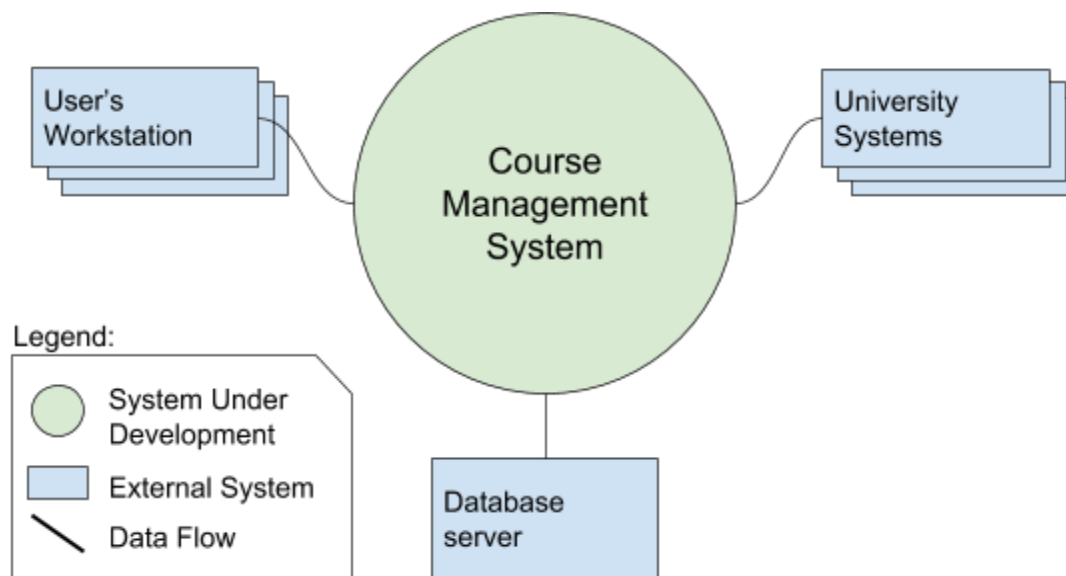 User's
Workstation
Course
Management
System
University
Systems
Legend:
System Under
Development
External System
Data Flow
Database
server